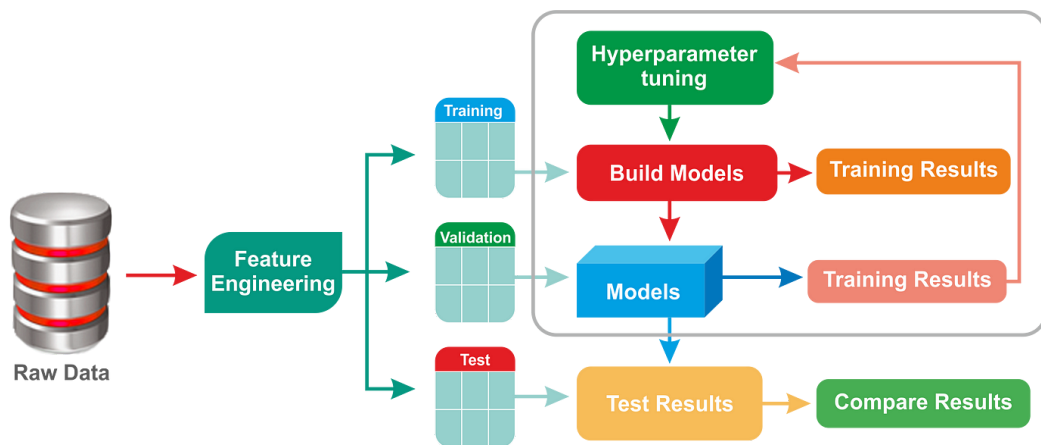 Hyperparameter
tuning
Training
Build Models
Training Results
Validation
Feature
Engineering
Models
Training Results
Raw Data
Test
Test Results
Compare Results